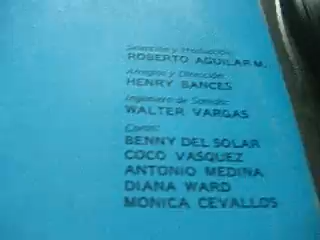 Selección y Producción:
ROBERTO AGUILAR M.
Arreglos y Dirección:
HENRY BANCES
Ingeniero de Sonido:
WALTER VARGAS
Coros:
BENNY DEL SOLAR
COCO VASQUEZ
ANTONIO MEDINA
DIANA WARD
MONICA CEVALLOS